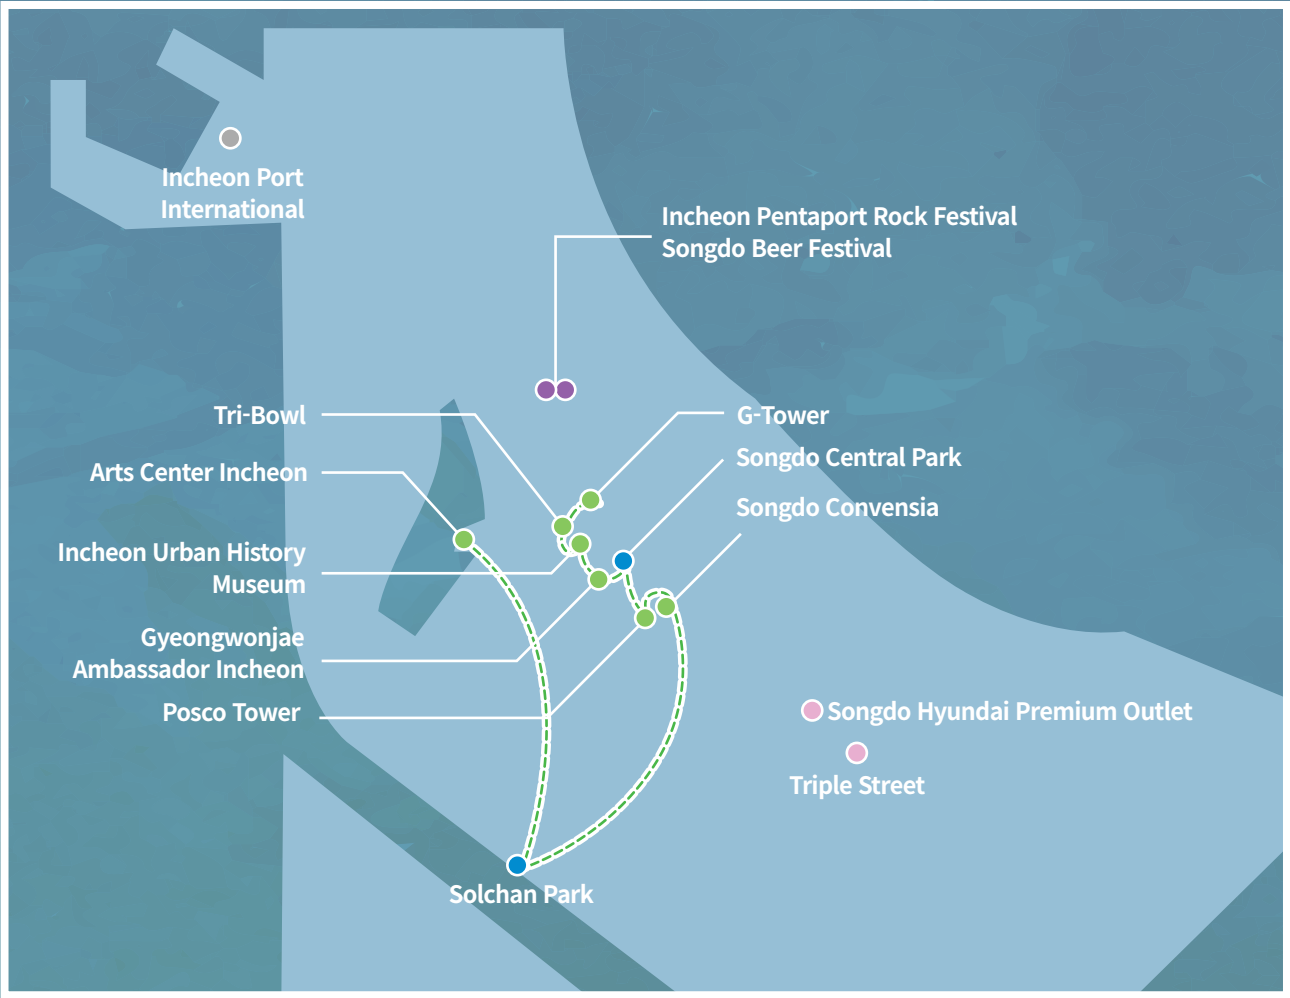 Incheon Port
International
Incheon Pentaport Rock Festival
Songdo Beer Festival
Tri-Bowl
G-Tower
Songdo Central Park
Arts Center Incheon
Songdo Convensia
Incheon Urban History
Museum
Gyeongwonjae
Ambassador Incheon
Posco Tower
Songdo Hyundai Premium Outlet
Triple Street
Solchan Park